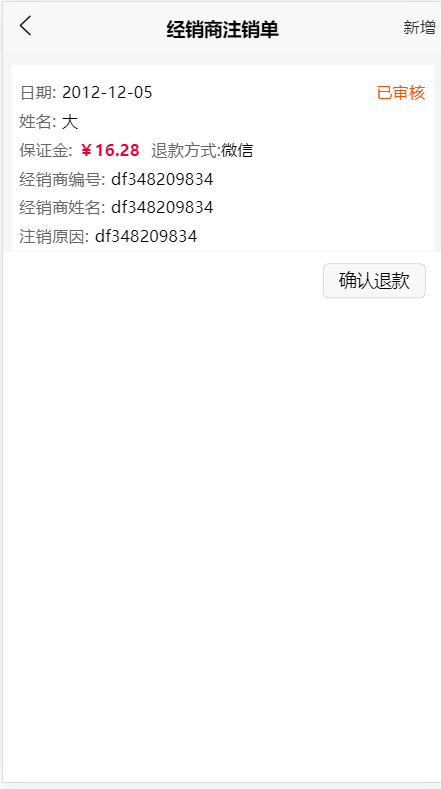 经销商注销单 新增
日期: 2012-12-05 已审核
姓名: 大
保证金: ￥16.28 退款方式:微信
经销商编号: df348209834
经销商姓名: df348209834
注销原因: df348209834
确认退款